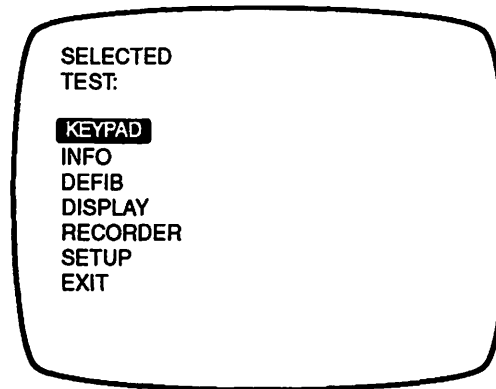 SELECTED
TEST:
KEYPAD
INFO
DEFIB
DISPLAY
RECORDER
SETUP
EXIT